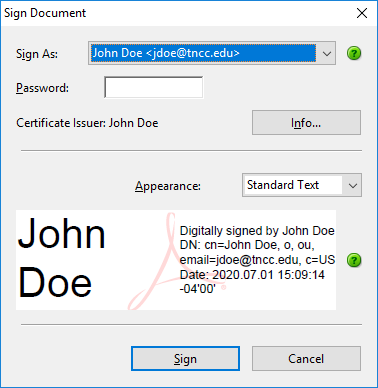 Sign Document
Sign As: John Doe <jdoe@tncc.edu> ?
Password:
Certificate Issuer: John Doe Info...
Appearance: Standard Text
John
Doe
Digitally signed by John Doe
DN: cn=John Doe, o, ou,
email=jdoe@tncc.edu, c=US
Date: 2020.07.01 15:09:14
-04'00'
?
Sign Cancel